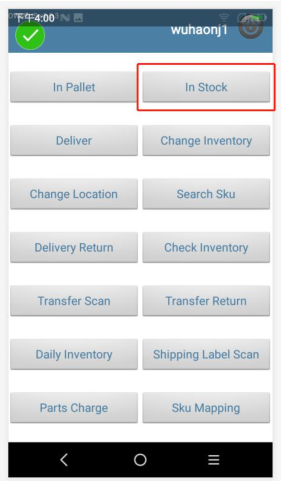 下午4:00
wuhaonj1
In Pallet
In Stock
Deliver
Change Inventory
Change Location
Search Sku
Delivery Return
Check Inventory
Transfer Scan
Transfer Return
Daily Inventory
Shipping Label Scan
Parts Charge
Sku Mapping